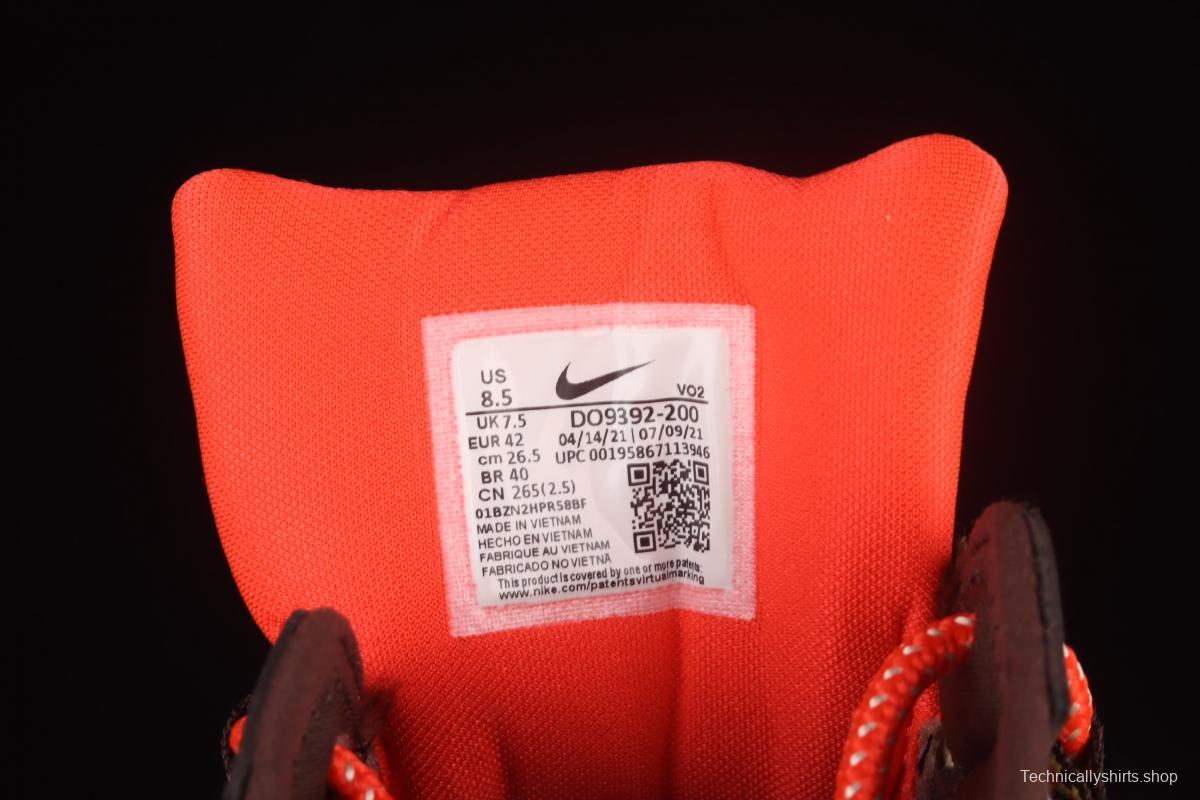 US
8.5
VO2
UK 7.5
DO9392-200
EUR 42
04/14/21 | 07/09/21
cm 26.5
UPC 00195867113946
BR 40
CN 265(2.5)
01BZN2HPR58BF
MADE IN VIETNAM
HECHO EN VIETNAM
FABRIQUE AU VIETNAM
FABRICADO NO VIETNA
This product is covered by one or more patents:
www.nike.com/patentsvirtualmarking
Technicallyshirts.shop